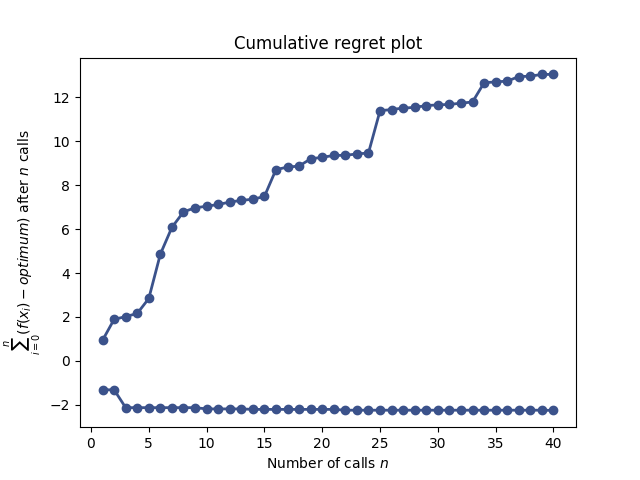 Cumulative regret plot
12
10
8
6
4
2
0
−2
0 5 10 15 20 25 30 35 40
Number of calls n
∑_{i=0}^{n}(f(x_i) − optimum) after n calls